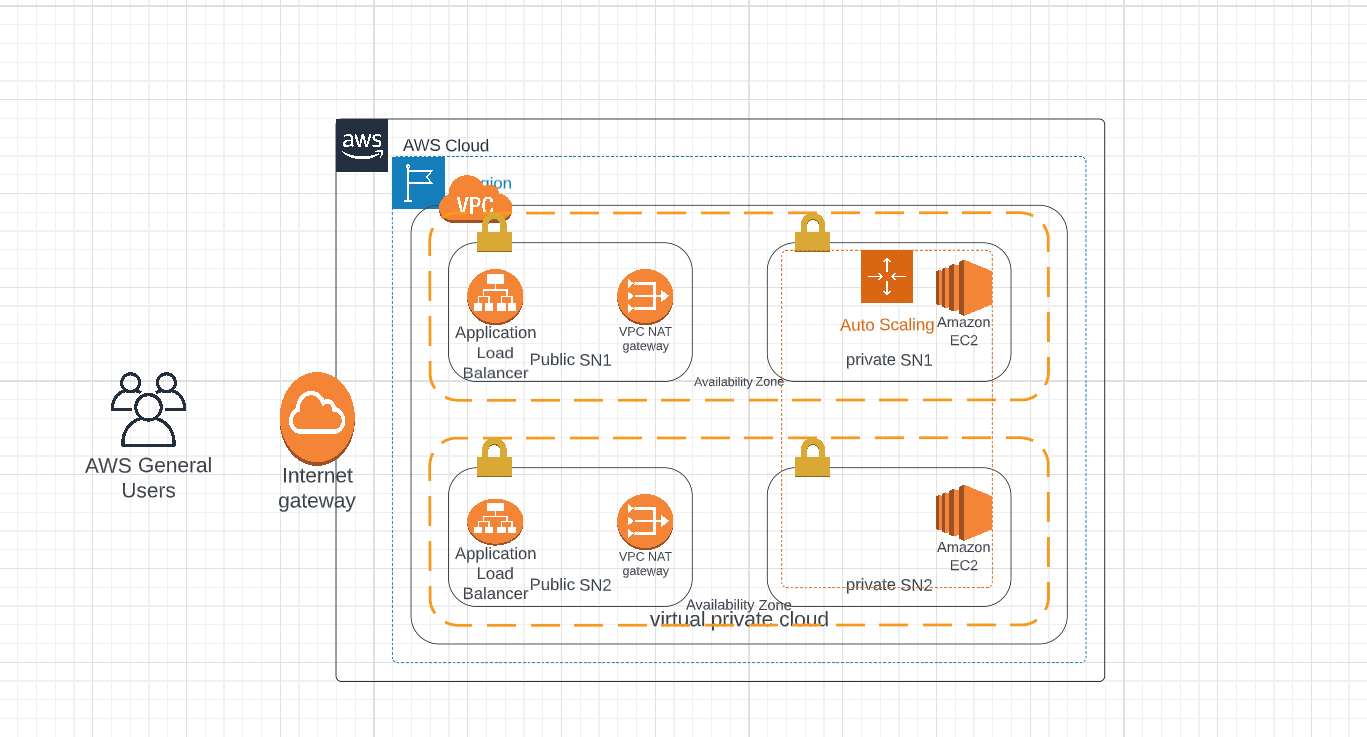 aws
AWS Cloud
gion
VPC
Application
Load
Balancer
Public SN1
VPC NAT
gateway
Auto Scaling
Amazon
EC2
private SN1
Availability Zone
AWS General
Users
Internet
gateway
Application
Load
Balancer
Public SN2
VPC NAT
gateway
Amazon
EC2
private SN2
Availability Zone
virtual private cloud